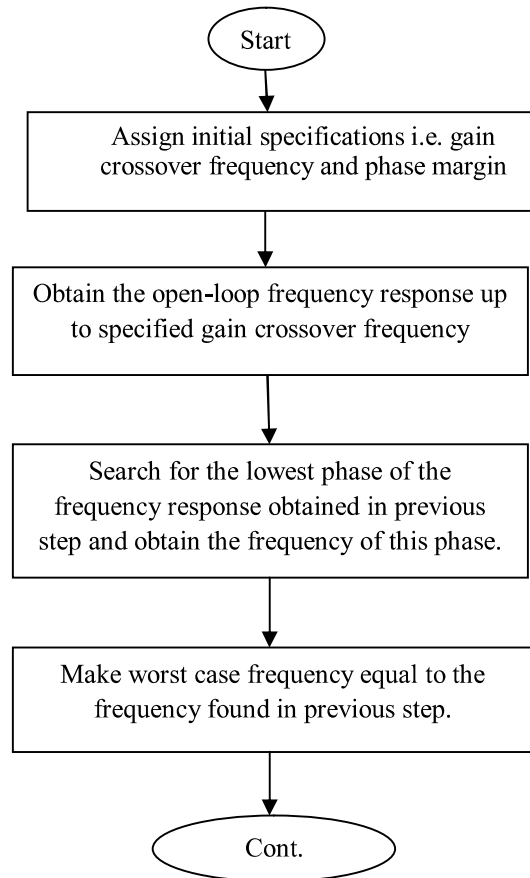 Start
Assign initial specifications i.e. gain
crossover frequency and phase margin
Obtain the open-loop frequency response up
to specified gain crossover frequency
Search for the lowest phase of the
frequency response obtained in previous
step and obtain the frequency of this phase.
Make worst case frequency equal to the
frequency found in previous step.
Cont.